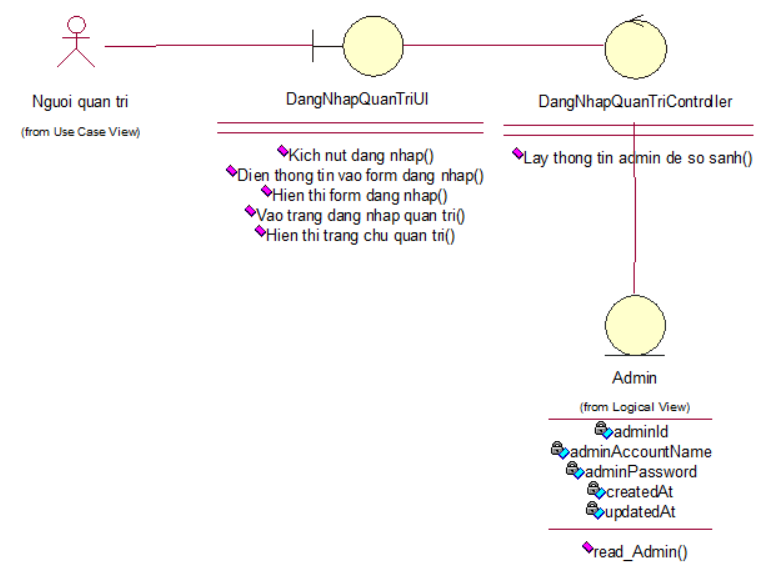 Nguoi quan tri
(from Use Case View)
DangNhapQuanTriUI
Kich nut dang nhap()
Dien thong tin vao form dang nhap()
Hien thi form dang nhap()
Vao trang dang nhap quan tri()
Hien thi trang chu quan tri()
DangNhapQuanTriController
Lay thong tin admin de so sanh()
Admin
(from Logical View)
adminId
adminAccountName
adminPassword
createdAt
updatedAt
read_Admin()